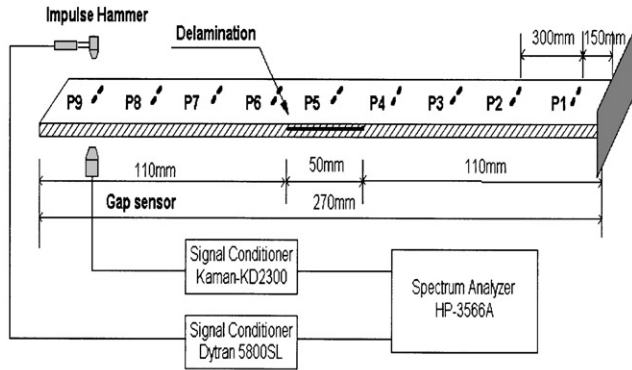 Impulse Hammer
Delamination
300mm
150mm
P9 P8 P7 P6 P5 P4 P3 P2 P1
110mm
50mm
110mm
Gap sensor
270mm
Signal Conditioner
Kaman-KD2300
Spectrum Analyzer
HP-3566A
Signal Conditioner
Dytran 5800SL